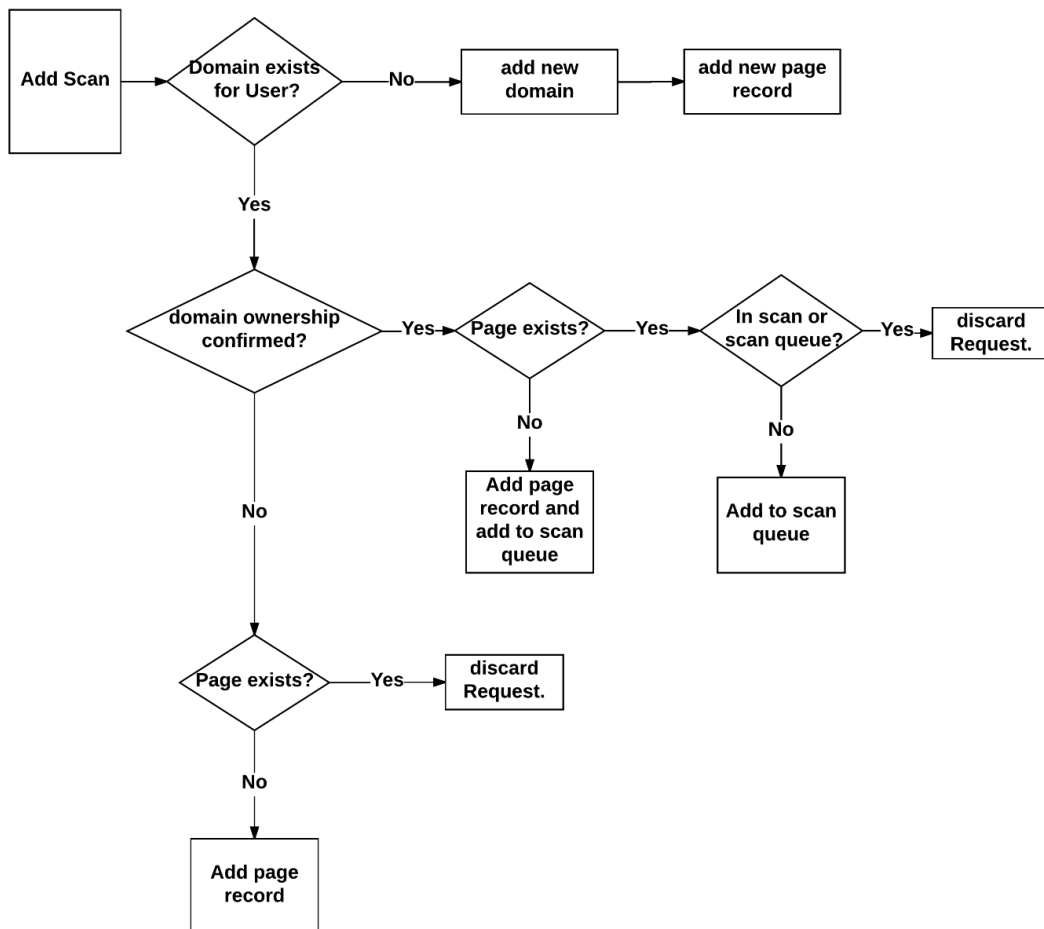 Add Scan
Domain exists
for User?
No
add new
domain
add new page
record
Yes
domain ownership
confirmed?
Yes
Page exists?
Yes
In scan or
scan queue?
Yes
discard
Request.
No
Add page
record and
add to scan
queue
No
Add to scan
queue
No
Page exists?
Yes
discard
Request.
No
Add page
record